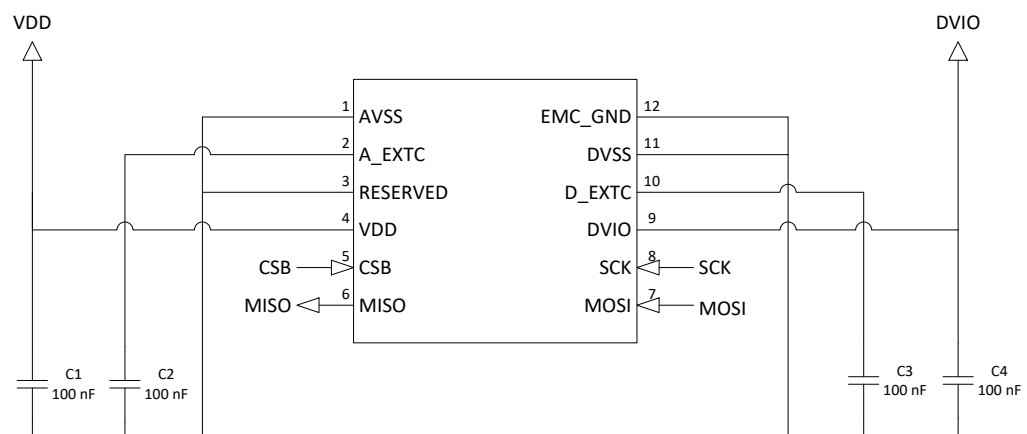 VDD
DVIO
1 AVSS
EMC_GND 12
2 A_EXTC
DVSS 11
3 RESERVED
D_EXTC 10
4 VDD
DVIO 9
CSB 5 CSB
SCK 8 SCK
MISO 6 MISO
MOSI 7 MOSI
C1
100 nF
C2
100 nF
C3
100 nF
C4
100 nF